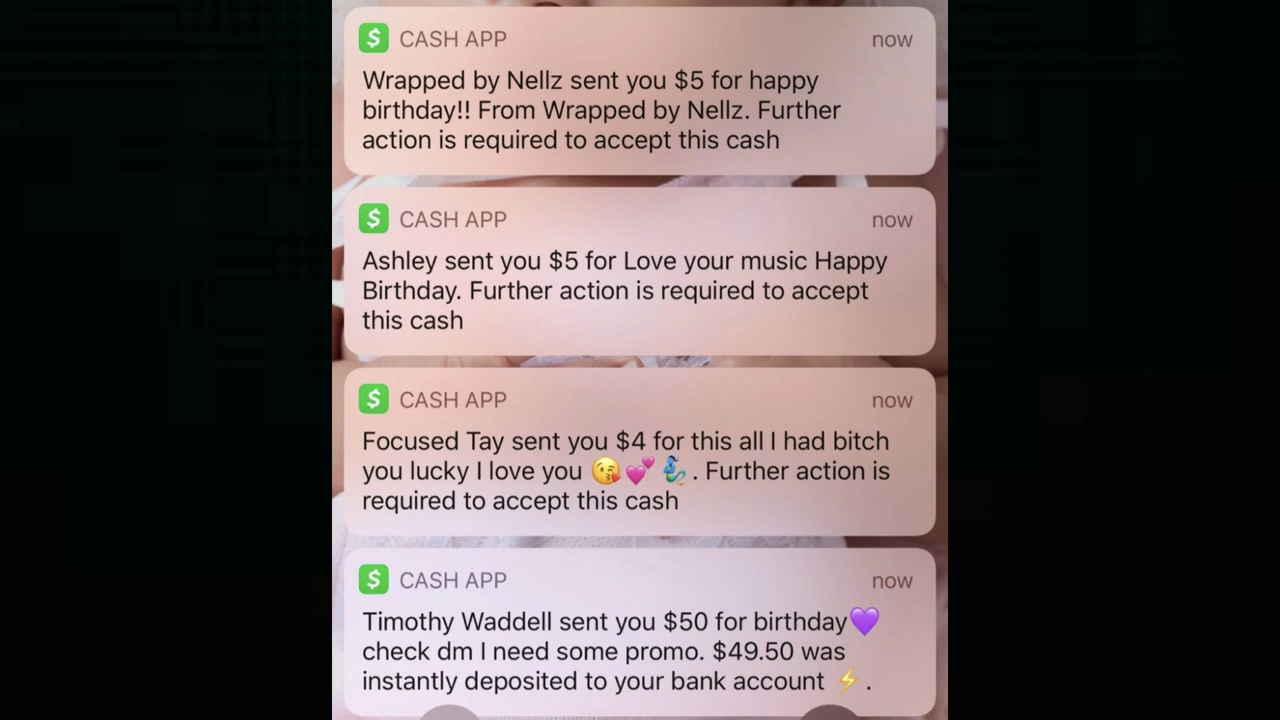 CASH APP now
Wrapped by Nellz sent you $5 for happy
birthday!! From Wrapped by Nellz. Further
action is required to accept this cash
CASH APP now
Ashley sent you $5 for Love your music Happy
Birthday. Further action is required to accept
this cash
CASH APP now
Focused Tay sent you $4 for this all I had bitch
you lucky I love you 😘💕🧞‍♂️. Further action is
required to accept this cash
CASH APP now
Timothy Waddell sent you $50 for birthday💜
check dm I need some promo. $49.50 was
instantly deposited to your bank account ⚡.